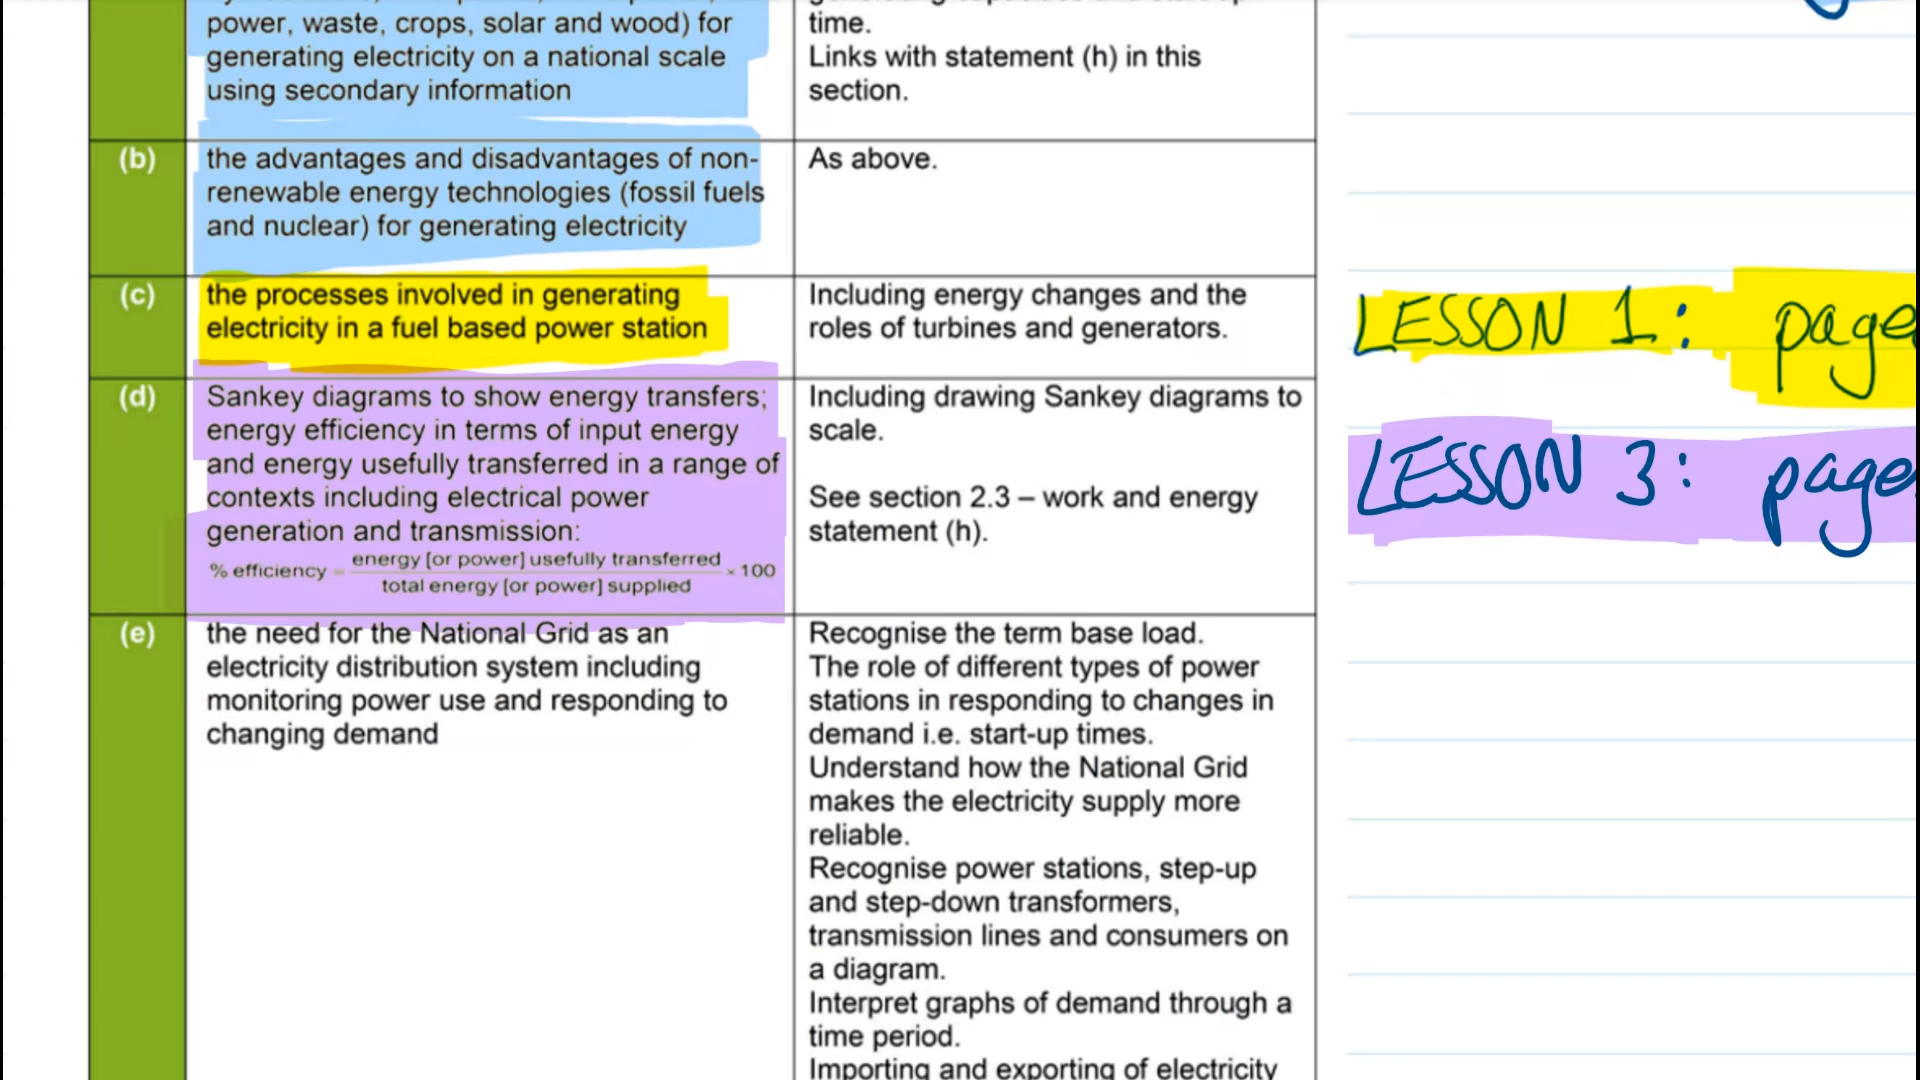 power, waste, crops, solar and wood) for
generating electricity on a national scale
using secondary information
time.
Links with statement (h) in this
section.
(b)
the advantages and disadvantages of non-
renewable energy technologies (fossil fuels
and nuclear) for generating electricity
As above.
(c)
the processes involved in generating
electricity in a fuel based power station
Including energy changes and the
roles of turbines and generators.
LESSON 1: page
(d)
Sankey diagrams to show energy transfers;
energy efficiency in terms of input energy
and energy usefully transferred in a range of
contexts including electrical power
generation and transmission:
% efficiency = energy [or power] usefully transferred / total energy [or power] supplied × 100
Including drawing Sankey diagrams to
scale.
See section 2.3 – work and energy
statement (h).
LESSON 3: page
(e)
the need for the National Grid as an
electricity distribution system including
monitoring power use and responding to
changing demand
Recognise the term base load.
The role of different types of power
stations in responding to changes in
demand i.e. start-up times.
Understand how the National Grid
makes the electricity supply more
reliable.
Recognise power stations, step-up
and step-down transformers,
transmission lines and consumers on
a diagram.
Interpret graphs of demand through a
time period.
Importing and exporting of electricity